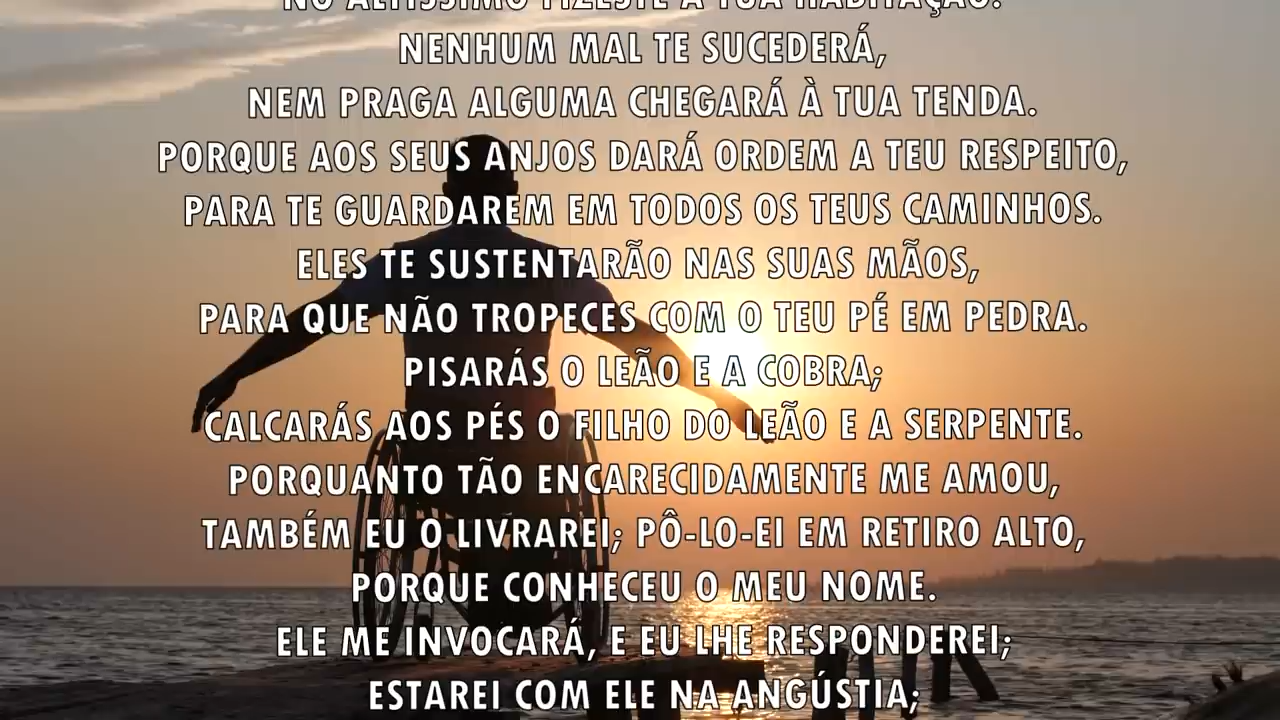 NO ALTÍSSIMO FIZESTE A TUA HABITAÇÃO.
NENHUM MAL TE SUCEDERÁ,
NEM PRAGA ALGUMA CHEGARÁ À TUA TENDA.
PORQUE AOS SEUS ANJOS DARÁ ORDEM A TEU RESPEITO,
PARA TE GUARDAREM EM TODOS OS TEUS CAMINHOS.
ELES TE SUSTENTARÃO NAS SUAS MÃOS,
PARA QUE NÃO TROPECES COM O TEU PÉ EM PEDRA.
PISARÁS O LEÃO E A COBRA;
CALCARÁS AOS PÉS O FILHO DO LEÃO E A SERPENTE.
PORQUANTO TÃO ENCARECIDAMENTE ME AMOU,
TAMBÉM EU O LIVRAREI; PÔ-LO-EI EM RETIRO ALTO,
PORQUE CONHECEU O MEU NOME.
ELE ME INVOCARÁ, E EU LHE RESPONDEREI;
ESTAREI COM ELE NA ANGÚSTIA;